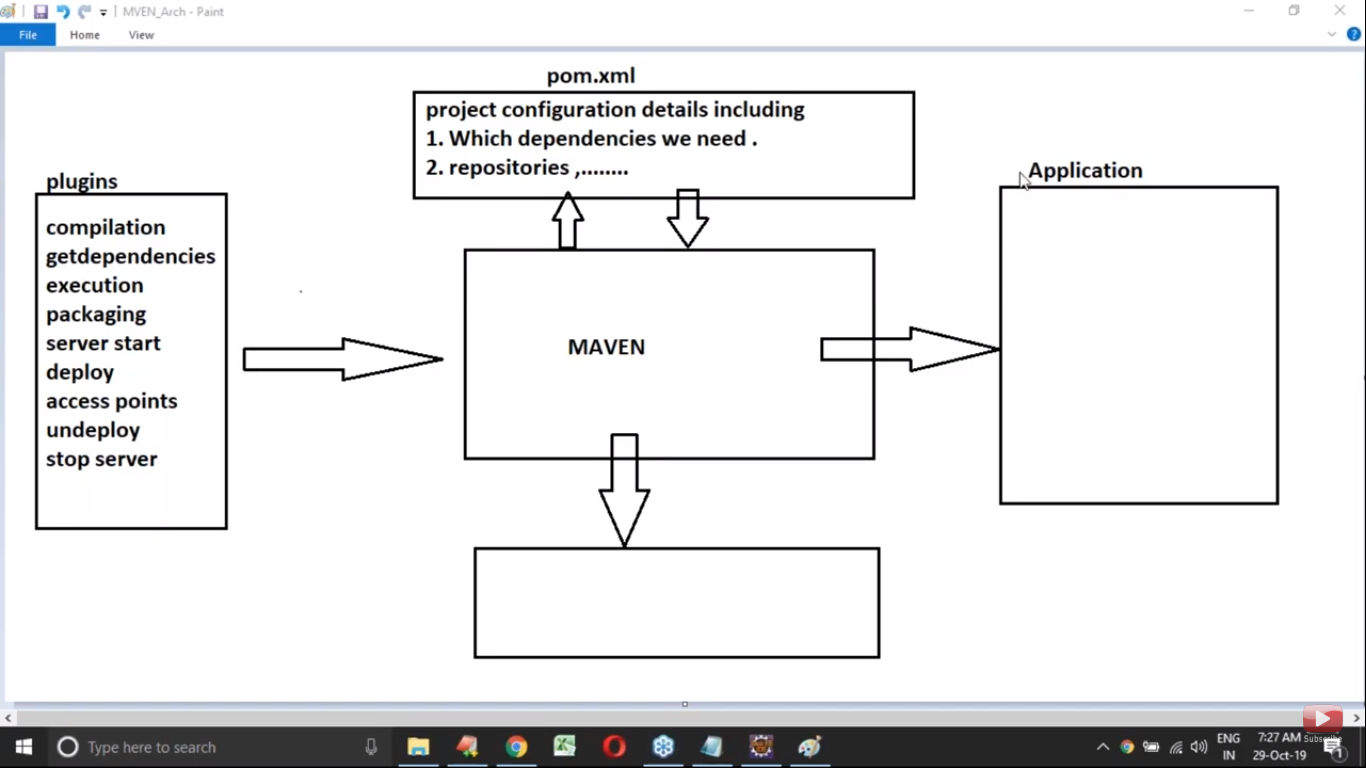 MVEN_Arch - Paint
File Home View
pom.xml
project configuration details including
1. Which dependencies we need .
2. repositories ,........
plugins
compilation
getdependencies
execution
packaging
server start
deploy
access points
undeploy
stop server
MAVEN
Application
Subscribe
Type here to search
ENG
IN
7:27 AM
29-Oct-19
1